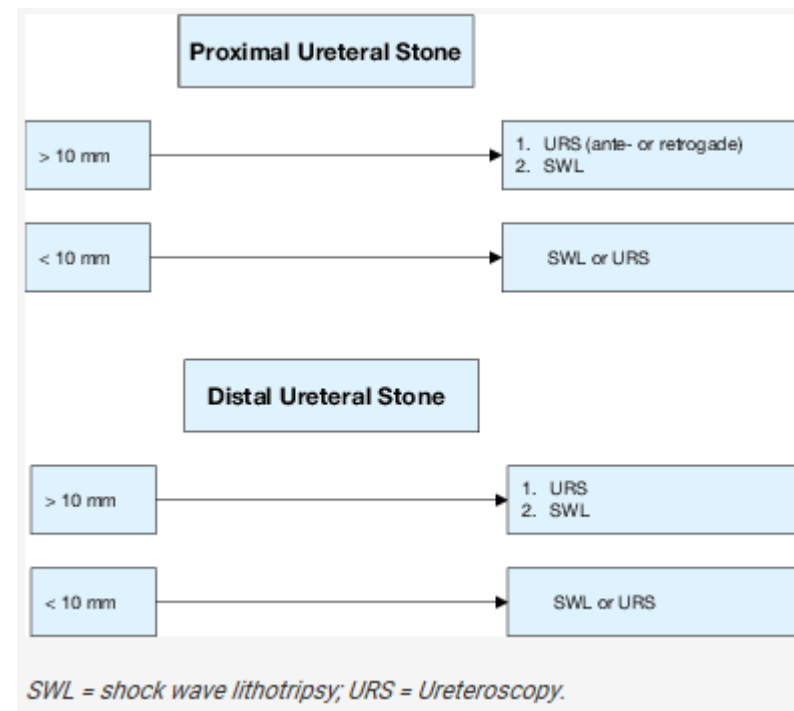 Proximal Ureteral Stone
> 10 mm
1. URS (ante- or retrogade)
2. SWL
< 10 mm
SWL or URS
Distal Ureteral Stone
> 10 mm
1. URS
2. SWL
< 10 mm
SWL or URS
SWL = shock wave lithotripsy; URS = Ureteroscopy.